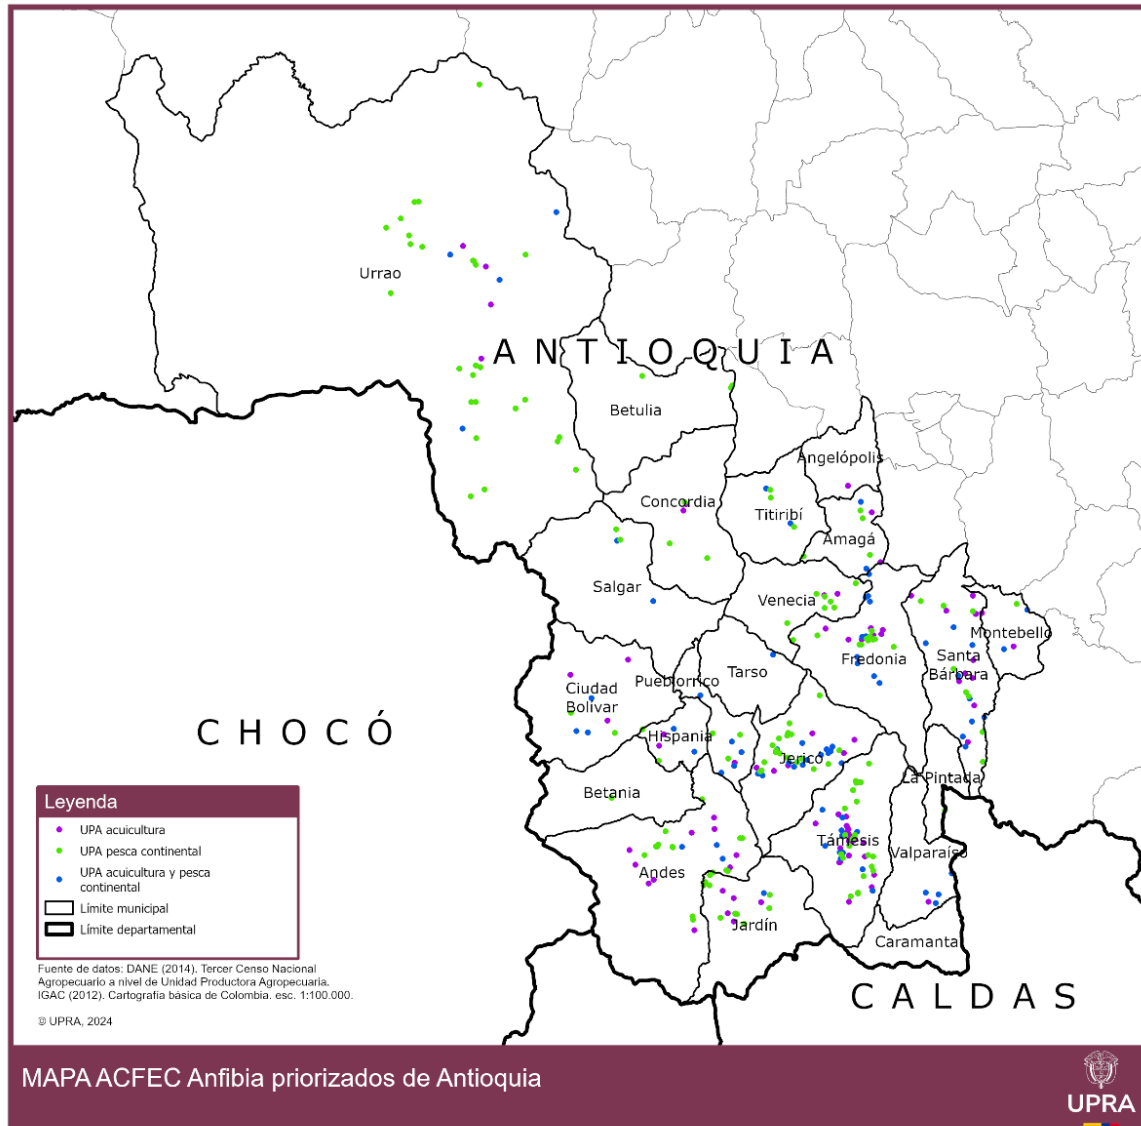 Urrao
ANTIOQUIA
Betulia
Angelópolis
Concordia
Titiribí
Amagá
Salgar
Venecia
Montebello
Fredonia
Santa
Bárbara
Tarso
Pueblorrico
Ciudad
Bolívar
CHOCÓ
Hispania
Jericó
La Pintada
Betania
Támesis
Valparaíso
Andes
Jardín
Caramanta
CALDAS
Leyenda
UPA acuicultura
UPA pesca continental
UPA acuicultura y pesca
continental
Límite municipal
Límite departamental
Fuente de datos: DANE (2014). Tercer Censo Nacional
Agropecuario a nivel de Unidad Productora Agropecuaria.
IGAC (2012). Cartografía básica de Colombia. esc. 1:100.000.
© UPRA, 2024
MAPA ACFEC Anfibia priorizados de Antioquia
UPRA